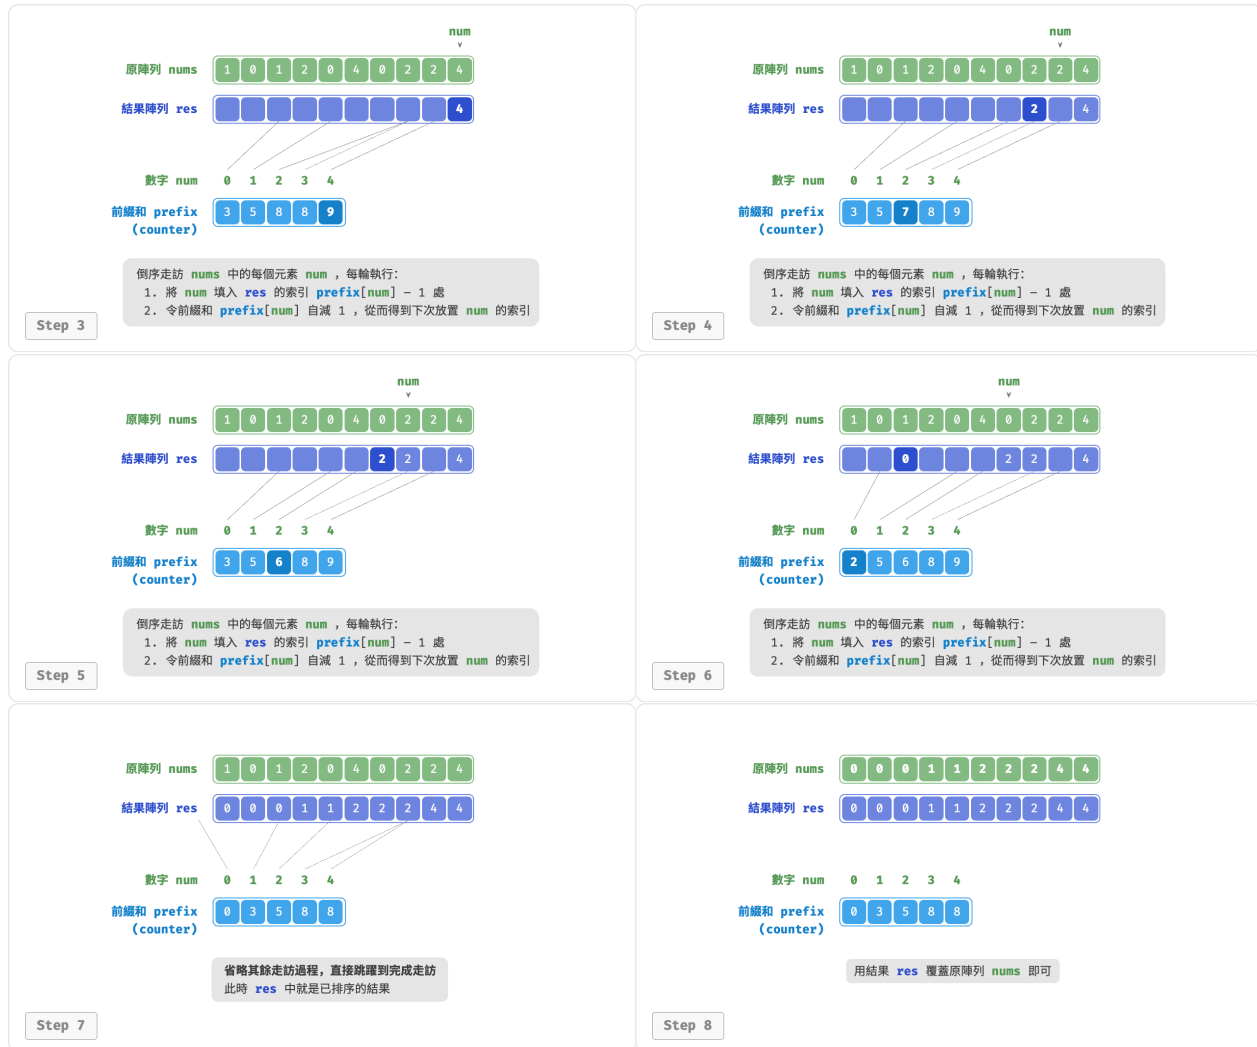 num
原陣列 nums 1 0 1 2 0 4 0 2 2 4
結果陣列 res 4
數字 num 0 1 2 3 4
前綴和 prefix 3 5 8 8 9
(counter)
倒序走訪 nums 中的每個元素 num ，每輪執行：
1. 將 num 填入 res 的索引 prefix[num] – 1 處
2. 令前綴和 prefix[num] 自減 1 ，從而得到下次放置 num 的索引
Step 3
num
原陣列 nums 1 0 1 2 0 4 0 2 2 4
結果陣列 res 2 4
數字 num 0 1 2 3 4
前綴和 prefix 3 5 7 8 9
(counter)
倒序走訪 nums 中的每個元素 num ，每輪執行：
1. 將 num 填入 res 的索引 prefix[num] – 1 處
2. 令前綴和 prefix[num] 自減 1 ，從而得到下次放置 num 的索引
Step 4
num
原陣列 nums 1 0 1 2 0 4 0 2 2 4
結果陣列 res 2 2 4
數字 num 0 1 2 3 4
前綴和 prefix 3 5 6 8 9
(counter)
倒序走訪 nums 中的每個元素 num ，每輪執行：
1. 將 num 填入 res 的索引 prefix[num] – 1 處
2. 令前綴和 prefix[num] 自減 1 ，從而得到下次放置 num 的索引
Step 5
num
原陣列 nums 1 0 1 2 0 4 0 2 2 4
結果陣列 res 0 2 2 4
數字 num 0 1 2 3 4
前綴和 prefix 2 5 6 8 9
(counter)
倒序走訪 nums 中的每個元素 num ，每輪執行：
1. 將 num 填入 res 的索引 prefix[num] – 1 處
2. 令前綴和 prefix[num] 自減 1 ，從而得到下次放置 num 的索引
Step 6
原陣列 nums 1 0 1 2 0 4 0 2 2 4
結果陣列 res 0 0 0 1 1 2 2 2 4 4
數字 num 0 1 2 3 4
前綴和 prefix 0 3 5 8 8
(counter)
省略其餘走訪過程，直接跳躍到完成走訪
此時 res 中就是已排序的結果
Step 7
原陣列 nums 0 0 0 1 1 2 2 2 4 4
結果陣列 res 0 0 0 1 1 2 2 2 4 4
數字 num 0 1 2 3 4
前綴和 prefix 0 3 5 8 8
(counter)
用結果 res 覆蓋原陣列 nums 即可
Step 8